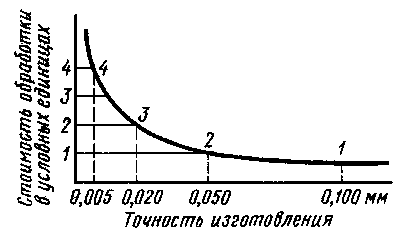 Стоимость обработки
в условных единицах
4
3
2
1
4
3
2
1
0,005 0,020 0,050 0,100 мм
Точность изготовления